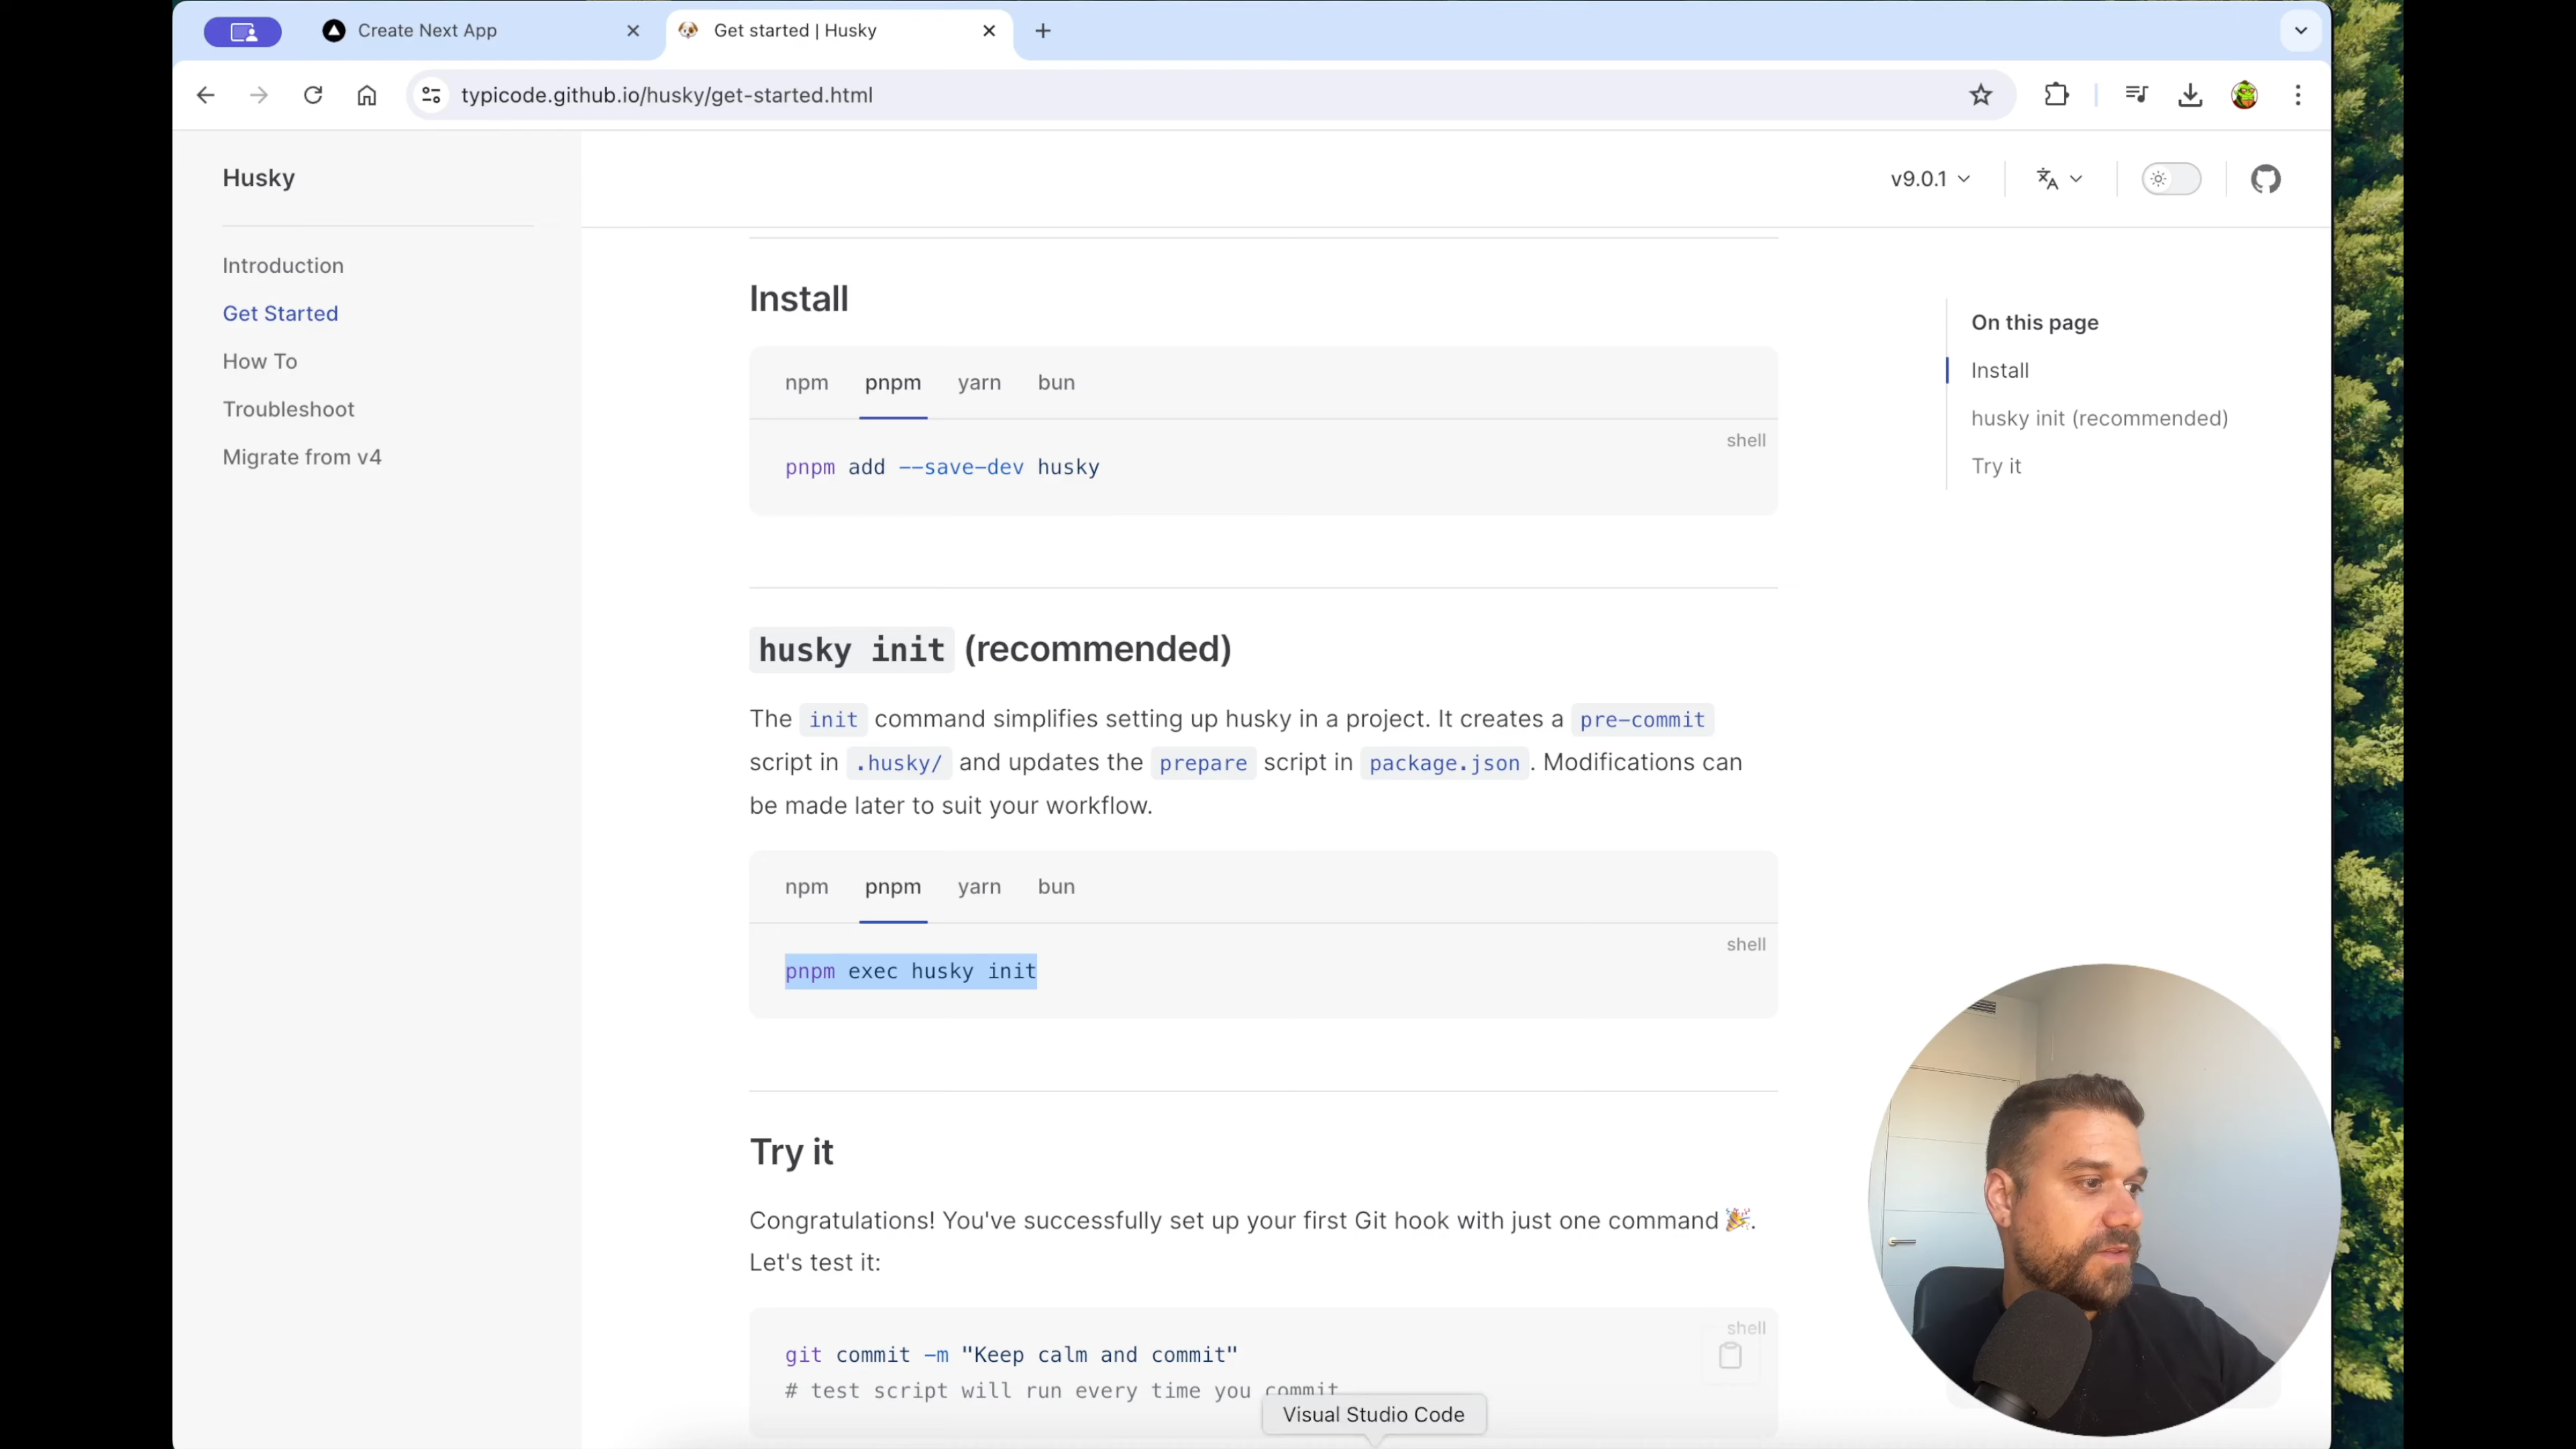 Create Next App
Get started | Husky
typicode.github.io/husky/get-started.html
Husky
v9.0.1
Introduction
Get Started
How To
Troubleshoot
Migrate from v4
Install
npm pnpm yarn bun
shell
pnpm add --save-dev husky
husky init (recommended)
The init command simplifies setting up husky in a project. It creates a pre-commit
script in .husky/ and updates the prepare script in package.json. Modifications can
be made later to suit your workflow.
npm pnpm yarn bun
shell
pnpm exec husky init
Try it
Congratulations! You've successfully set up your first Git hook with just one command 🎉.
Let's test it:
shell
git commit -m "Keep calm and commit"
# test script will run every time you commit
Visual Studio Code
On this page
Install
husky init (recommended)
Try it